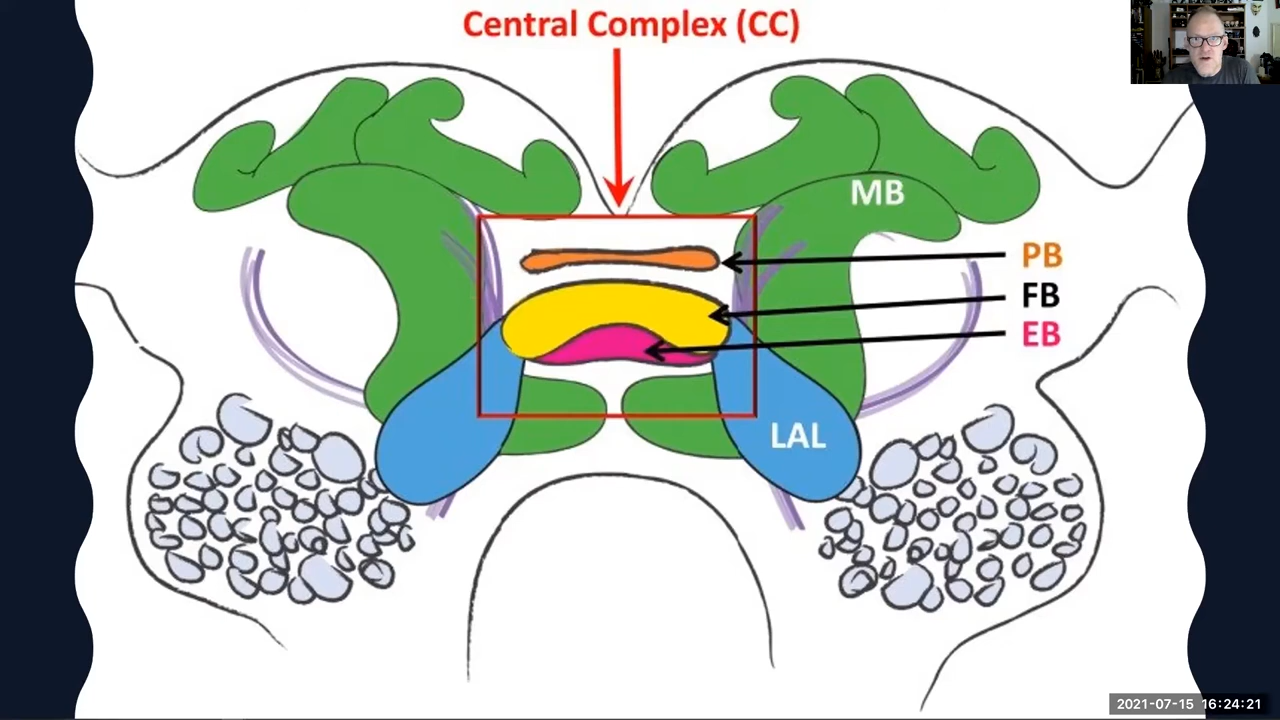 Central Complex (CC)
MB
PB
FB
EB
LAL
2021-07-15 16:24:21